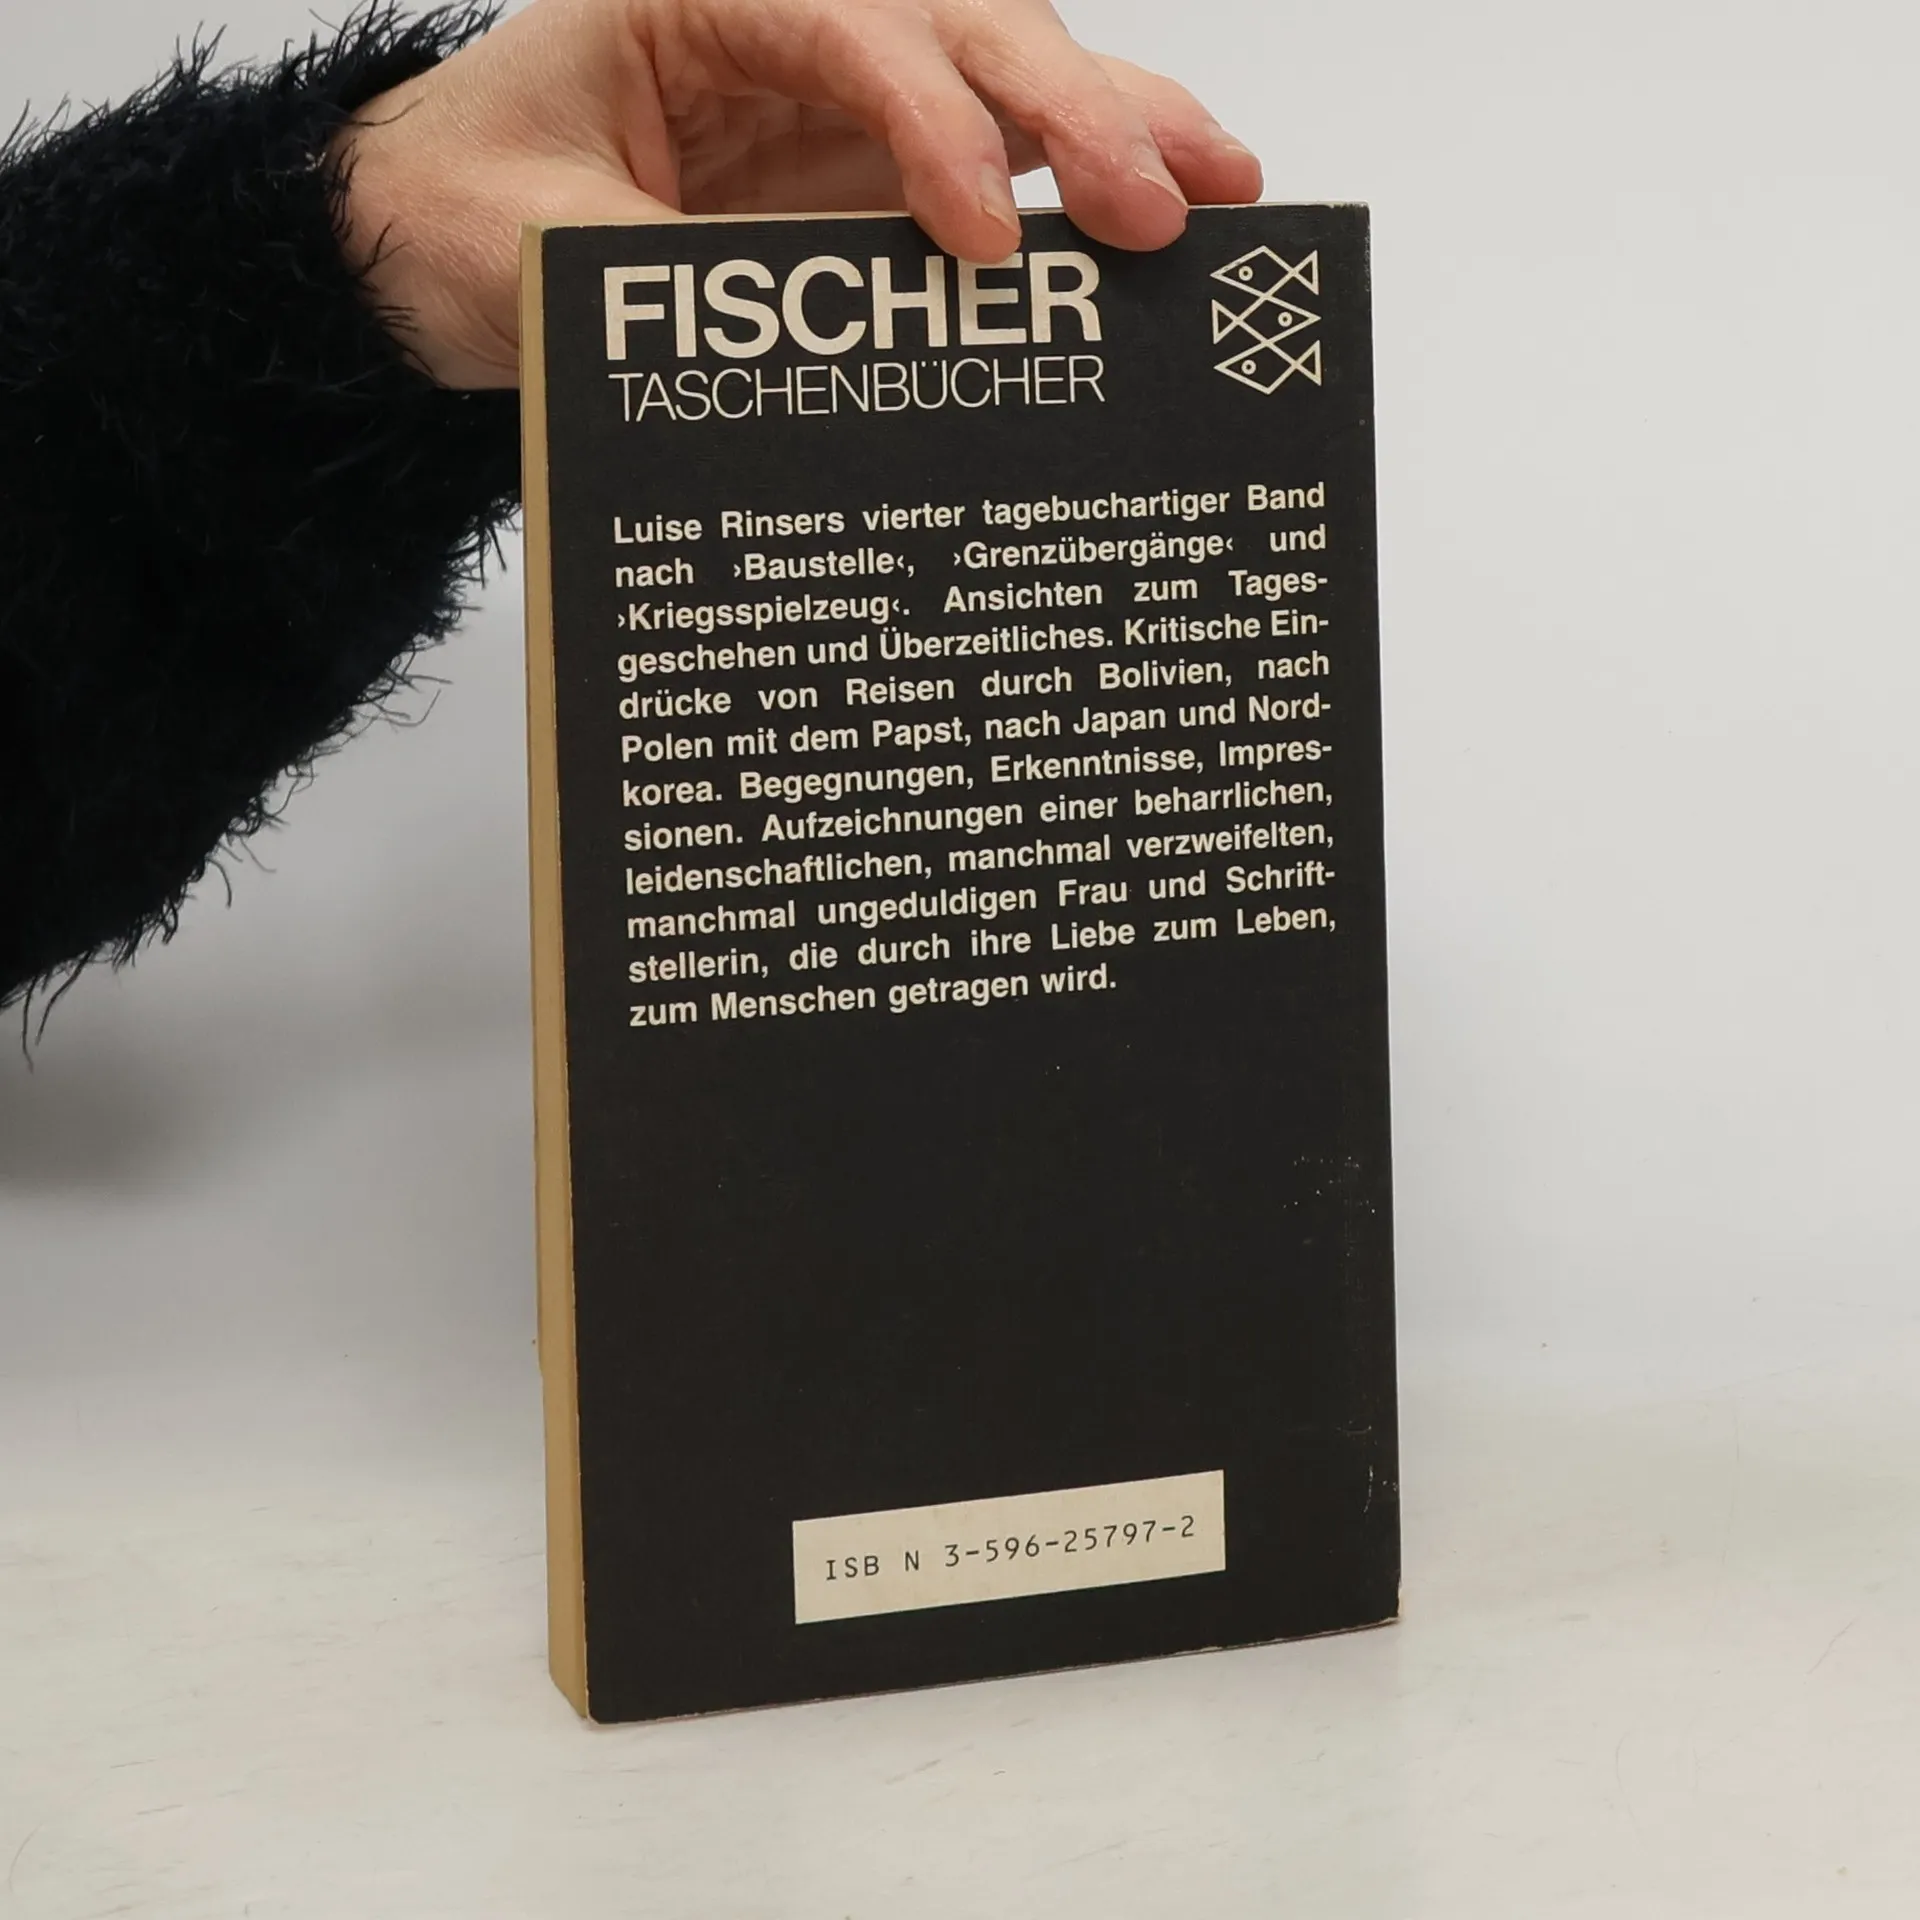 FISCHER
TASCHENBÜCHER
Luise Rinsers vierter tagebuchartiger Band
nach ›Baustelle‹, ›Grenzübergänge‹ und
›Kriegsspielzeug‹. Ansichten zum Tages-
geschehen und Überzeitliches. Kritische Ein-
drücke von Reisen durch Bolivien, nach
Polen mit dem Papst, nach Japan und Nord-
korea. Begegnungen, Erkenntnisse, Impres-
sionen. Aufzeichnungen einer beharrlichen,
leidenschaftlichen, manchmal verzweifelten,
manchmal ungeduldigen Frau und Schrift-
stellerin, die durch ihre Liebe zum Leben,
zum Menschen getragen wird.
ISB N 3-596-25797-2